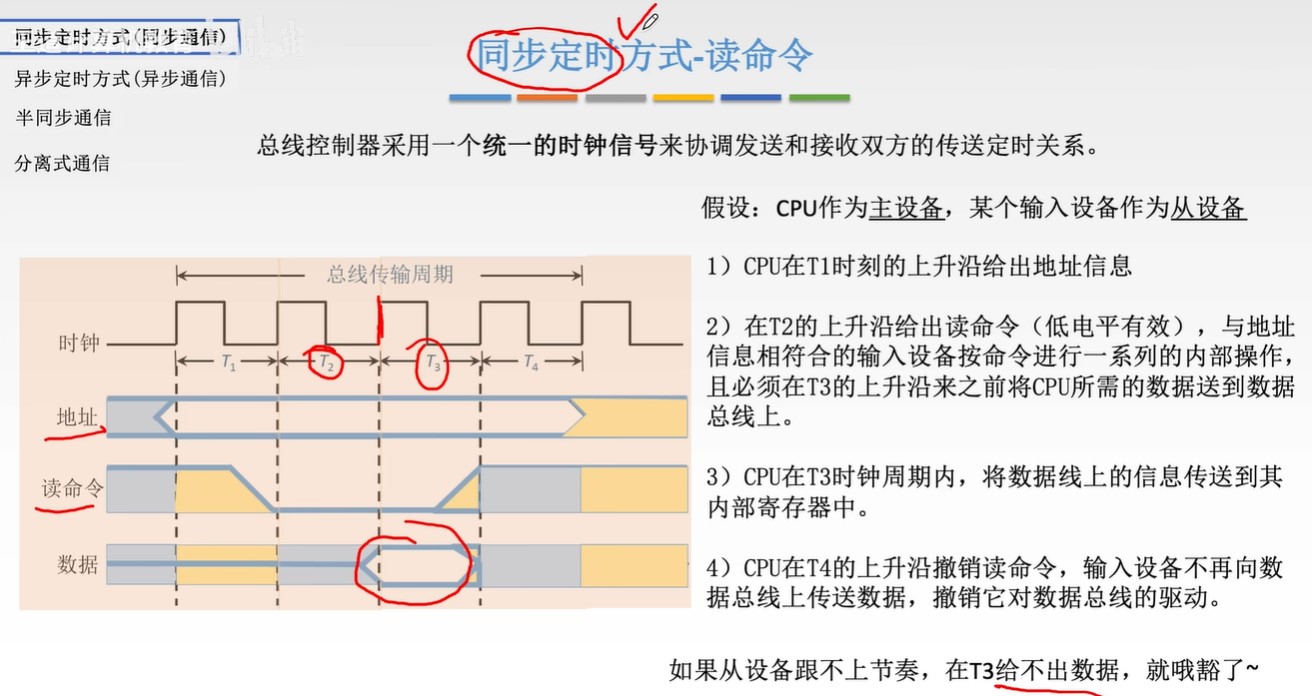 同步定时方式(同步通信)
异步定时方式(异步通信)
半同步通信
分离式通信
同步定时方式-读命令
总线控制器采用一个统一的时钟信号来协调发送和接收双方的传送定时关系。
假设：CPU作为主设备，某个输入设备作为从设备
总线传输周期
时钟
T1
T2
T3
T4
地址
读命令
数据
1）CPU在T1时刻的上升沿给出地址信息
2）在T2的上升沿给出读命令（低电平有效），与地址
信息相符合的输入设备按命令进行一系列的内部操作，
且必须在T3的上升沿来之前将CPU所需的数据送到数据
总线上。
3）CPU在T3时钟周期内，将数据线上的信息传送到其
内部寄存器中。
4）CPU在T4的上升沿撤销读命令，输入设备不再向数
据总线上传送数据，撤销它对数据总线的驱动。
如果从设备跟不上节奏，在T3给不出数据，就哦豁了~